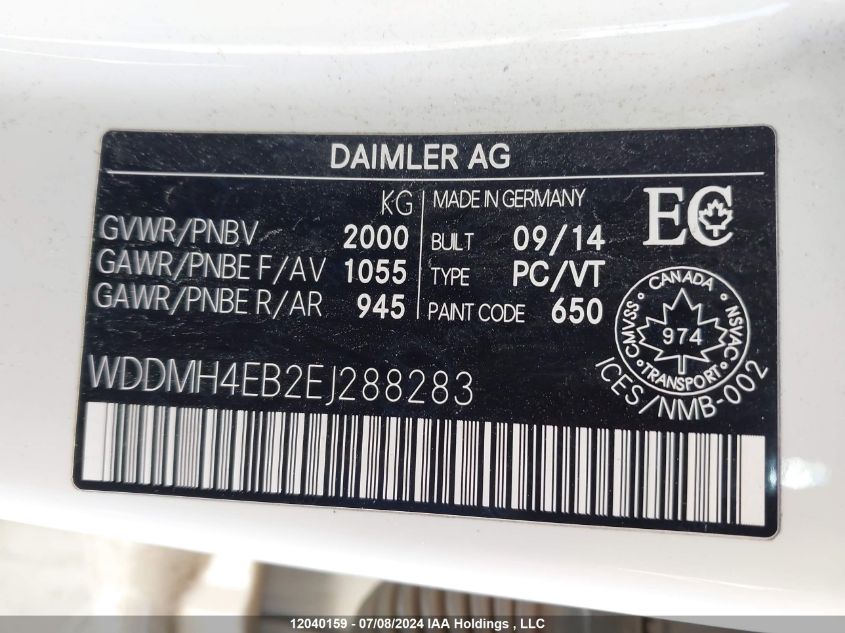 DAIMLER AG
KG
GVWR/PNBV 2000
GAWR/PNBE F/AV 1055
GAWR/PNBE R/AR 945
MADE IN GERMANY
BUILT 09/14
TYPE PC/VT
PAINT CODE 650
EC
CANADA
CMVSS 974 NSVAC
TRANSPORT
ICES/NMB-002
WDDMH4EB2EJ288283
12040159 - 07/08/2024 IAA Holdings , LLC